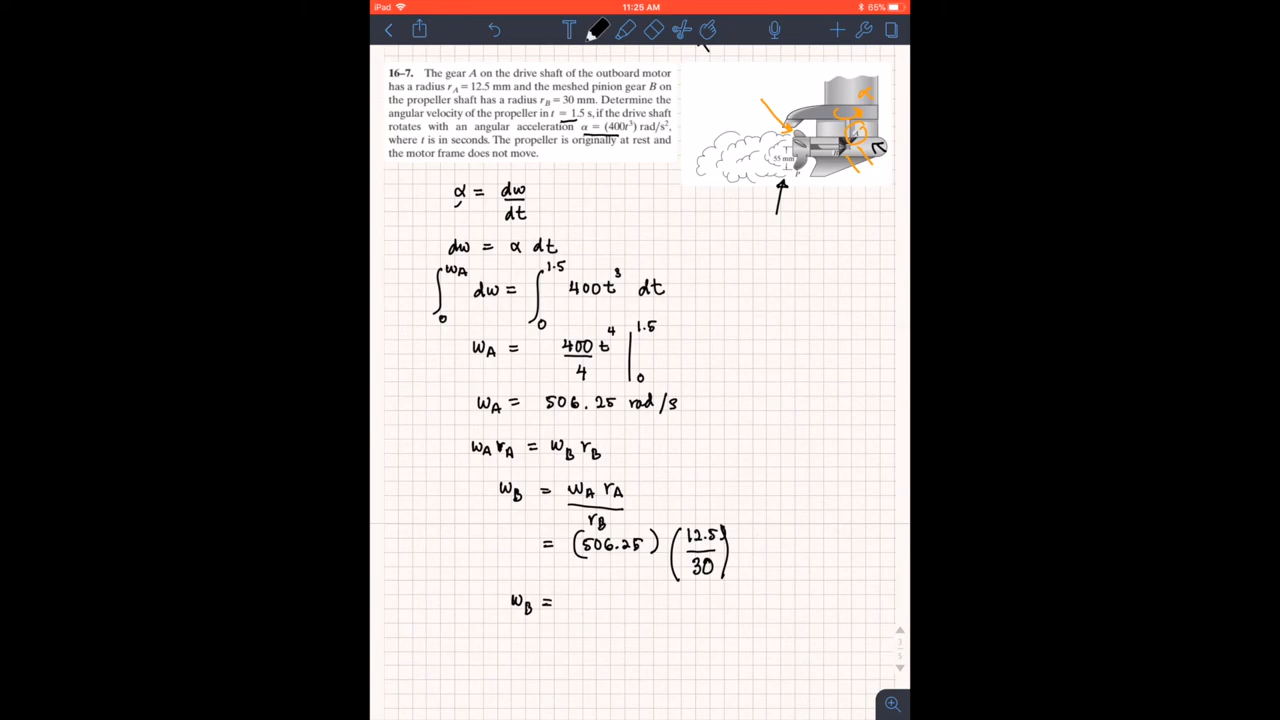 iPad
11:25 AM
65%
16–7. The gear A on the drive shaft of the outboard motor
has a radius r_A = 12.5 mm and the meshed pinion gear B on
the propeller shaft has a radius r_B = 30 mm. Determine the
angular velocity of the propeller in t = 1.5 s, if the drive shaft
rotates with an angular acceleration α = (400t³) rad/s²,
where t is in seconds. The propeller is originally at rest and
the motor frame does not move.
α
A
B
55 mm
P
α = dω/dt
dω = α dt
∫₀^ωA dω = ∫₀^1.5 400t³ dt
ωA = 400/4 t⁴ |₀^1.5
ωA = 506.25 rad/s
ωA rA = ωB rB
ωB = ωA rA / rB
= (506.25) (12.5/30)
ωB =
3
5